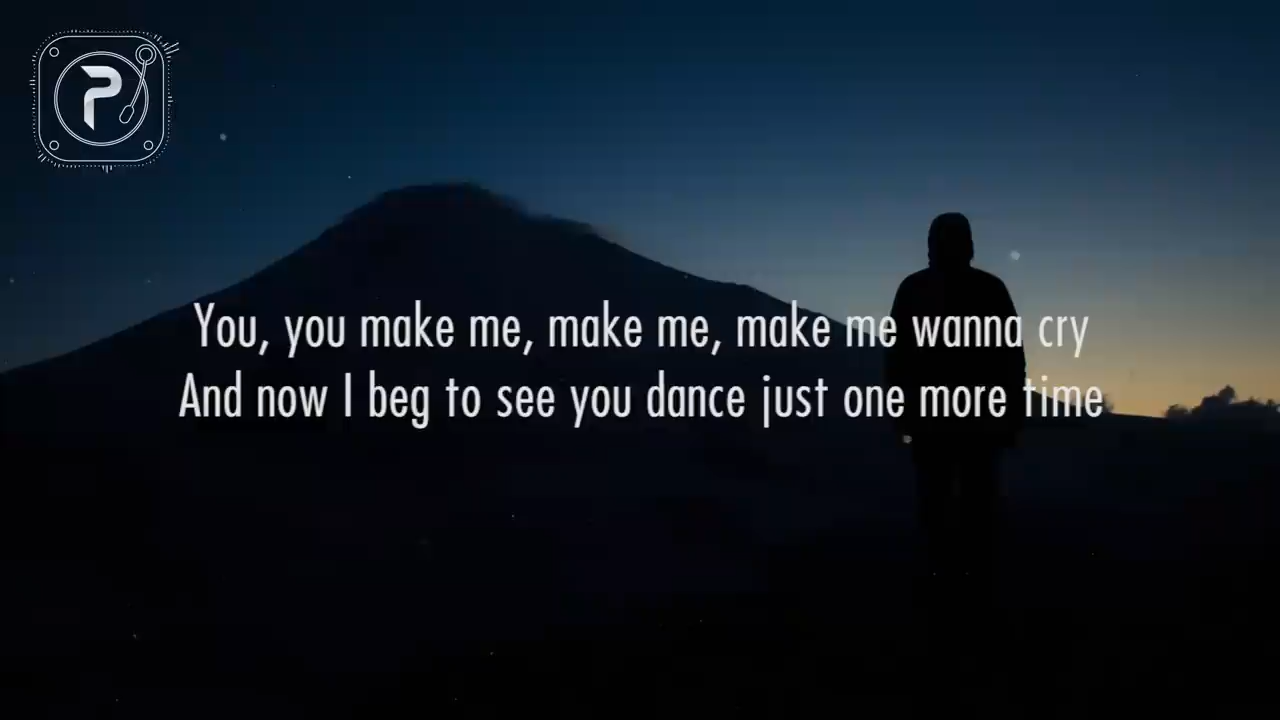 P
You, you make me, make me, make me wanna cry
And now I beg to see you dance just one more time